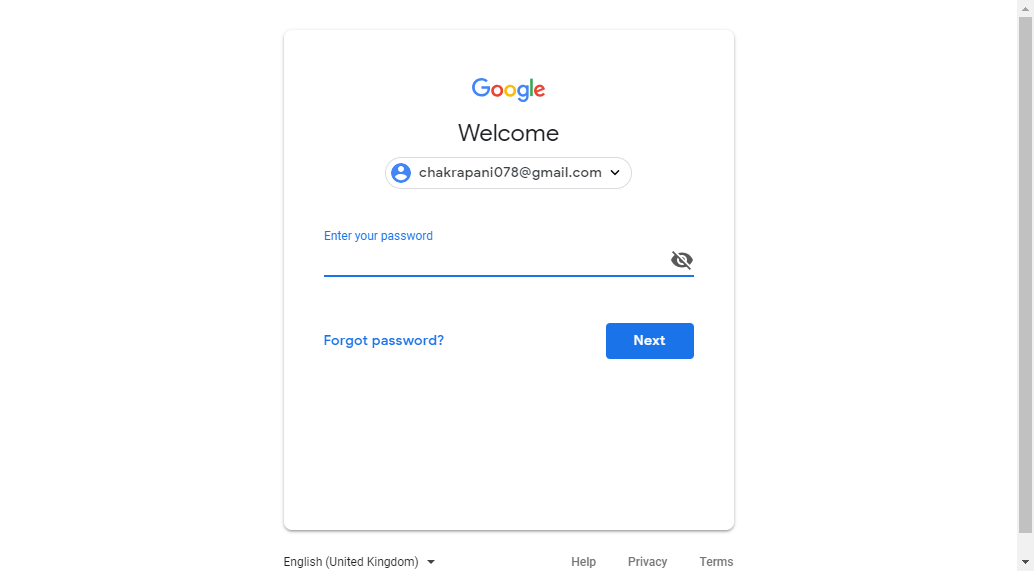 Google
Welcome
chakrapani078@gmail.com
Enter your password
Forgot password?
Next
English (United Kingdom)
Help
Privacy
Terms